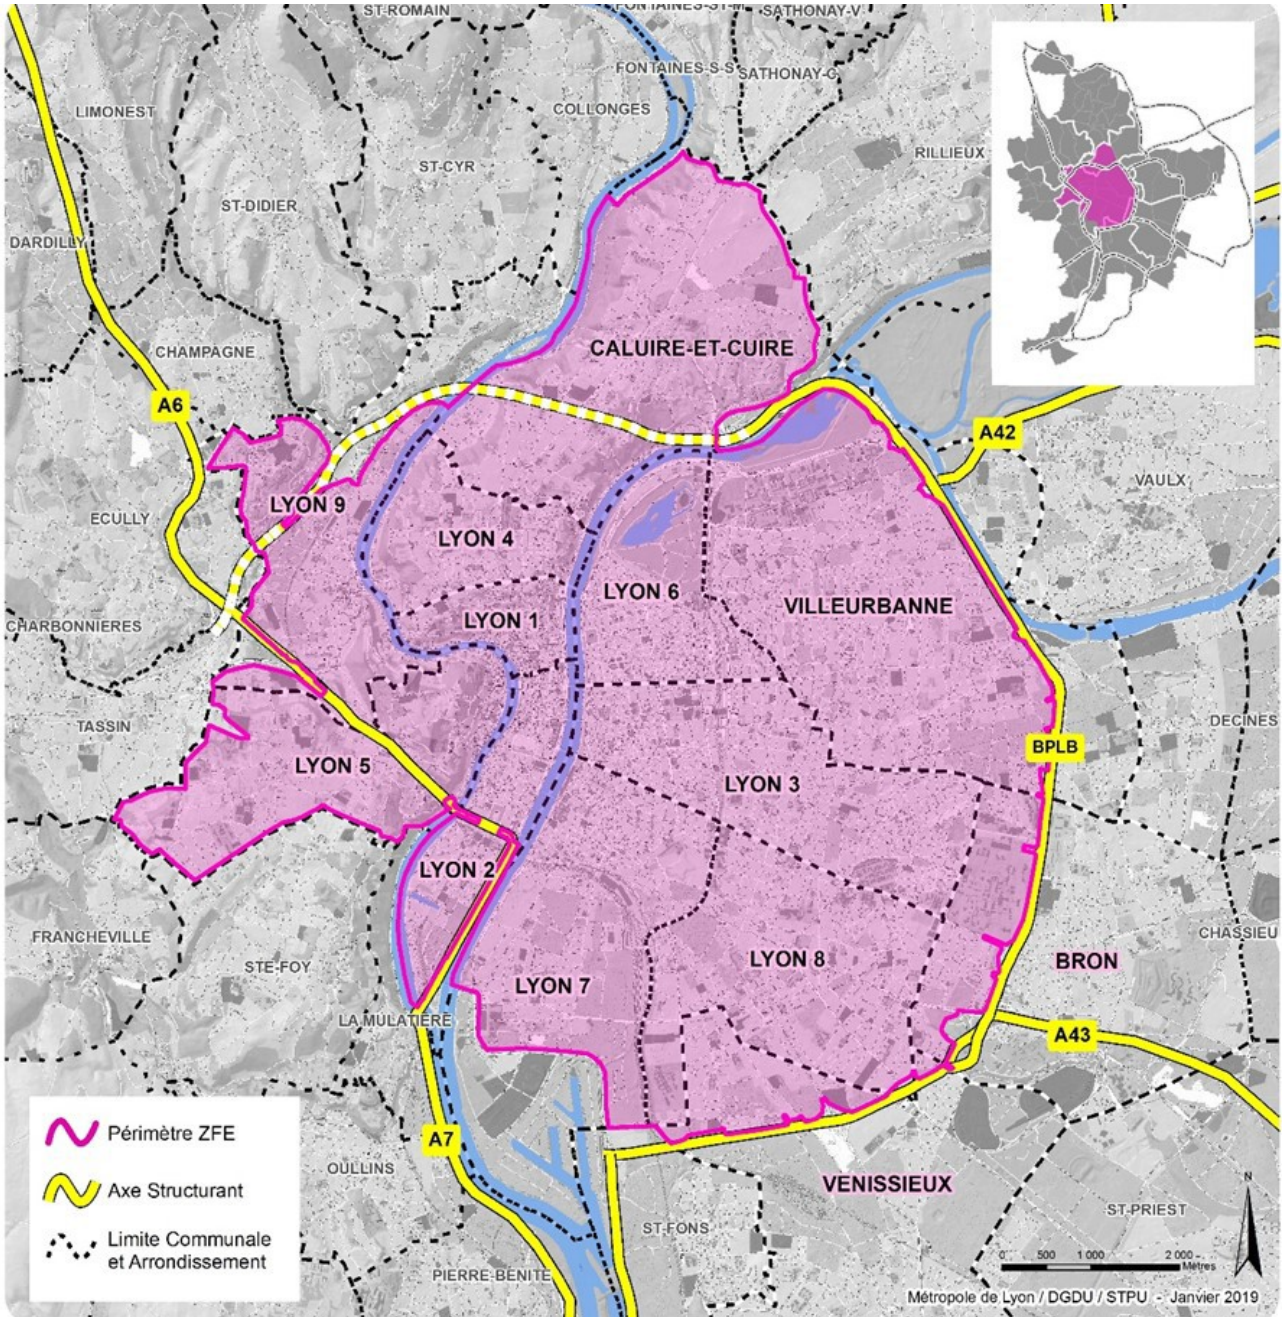 ST-ROMAIN
FONTAINES-ST-M
SATHONAY-V
FONTAINES-S-S
SATHONAY-C
LIMONEST
COLLONGES
RILLIEUX
ST-CYR
ST-DIDIER
DARDILLY
CHAMPAGNE
CALUIRE-ET-CUIRE
A6
A42
VAULX
ECULLY
LYON 9
LYON 4
LYON 6
VILLEURBANNE
LYON 1
CHARBONNIERES
TASSIN
DECINES
BPLB
LYON 5
LYON 3
LYON 2
FRANCHEVILLE
CHASSIEU
STE-FOY
LYON 8
BRON
LYON 7
LA MULATIERE
A43
Périmètre ZFE
A7
OULLINS
Axe Structurant
VENISSIEUX
ST-PRIEST
ST-FONS
Limite Communale
et Arrondissement
PIERRE-BENITE
N
0 500 1 000 2 000
Mètres
Métropole de Lyon / DGDU / STPU - Janvier 2019